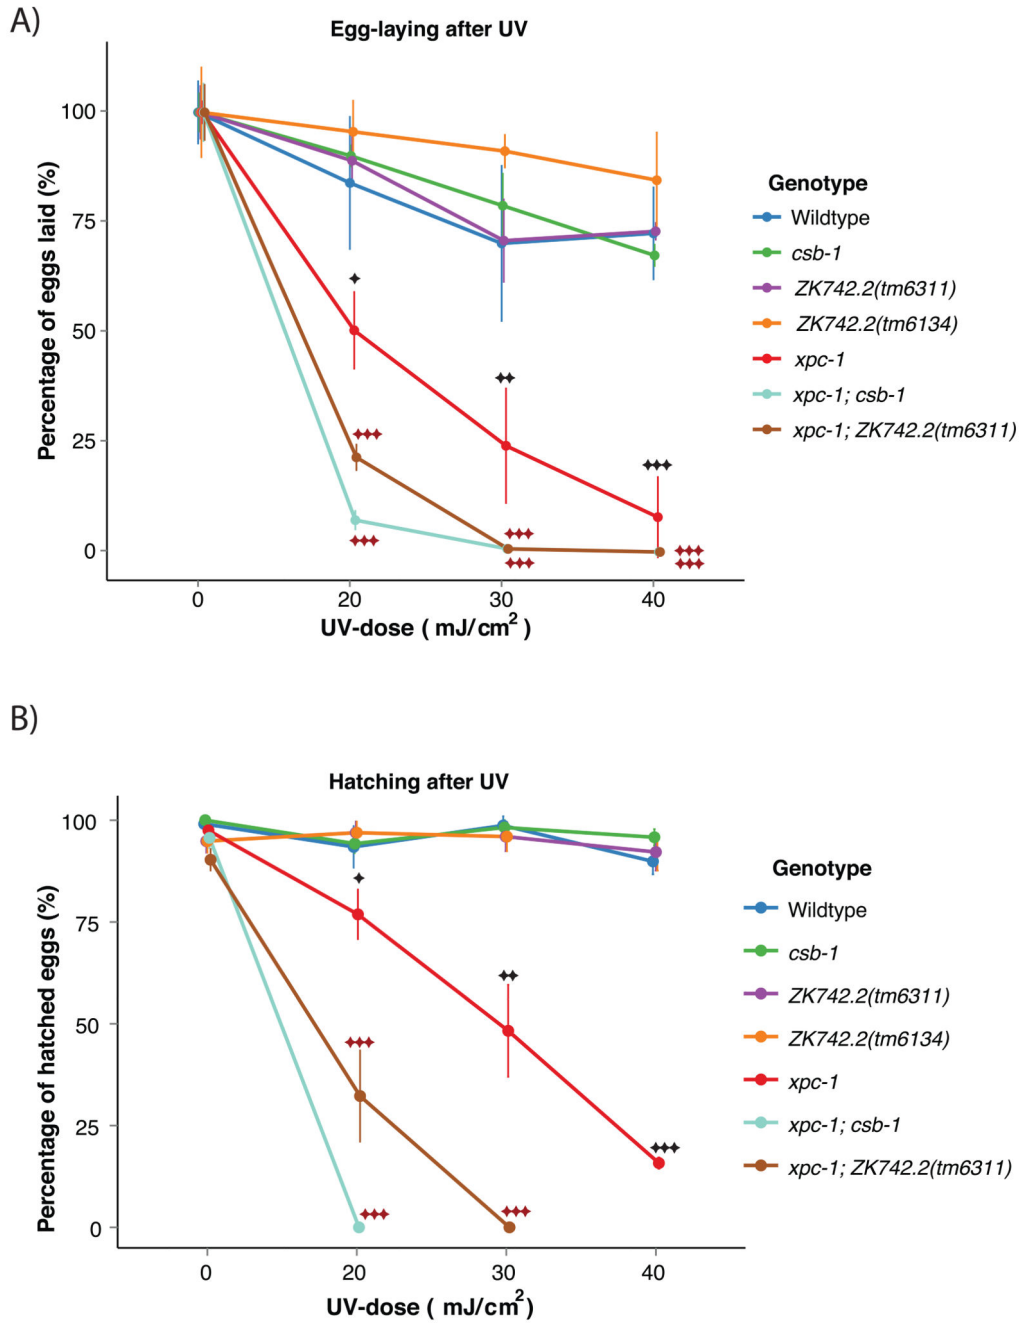 A)
Egg-laying after UV
Percentage of eggs laid (%)
100
75
50
25
0
0 20 30 40
UV-dose ( mJ/cm² )
Genotype
Wildtype
csb-1
ZK742.2(tm6311)
ZK742.2(tm6134)
xpc-1
xpc-1; csb-1
xpc-1; ZK742.2(tm6311)
B)
Hatching after UV
Percentage of hatched eggs (%)
100
75
50
25
0
0 20 30 40
UV-dose ( mJ/cm²)
Genotype
Wildtype
csb-1
ZK742.2(tm6311)
ZK742.2(tm6134)
xpc-1
xpc-1; csb-1
xpc-1; ZK742.2(tm6311)